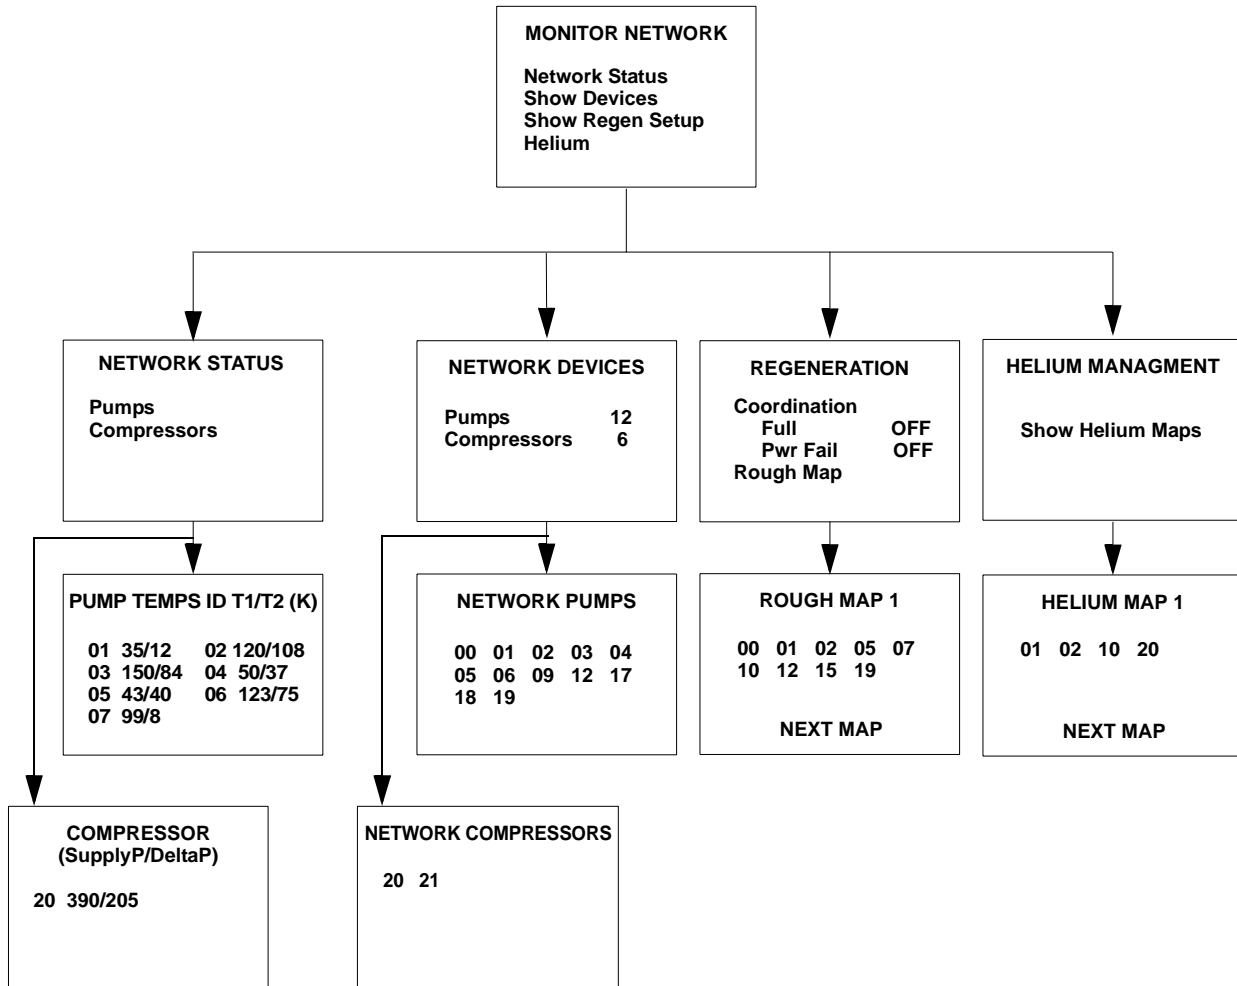 MONITOR NETWORK
Network Status
Show Devices
Show Regen Setup
Helium
NETWORK STATUS
Pumps
Compressors
NETWORK DEVICES
Pumps 12
Compressors 6
REGENERATION
Coordination
Full OFF
Pwr Fail OFF
Rough Map
HELIUM MANAGMENT
Show Helium Maps
PUMP TEMPS ID T1/T2 (K)
01 35/12 02 120/108
03 150/84 04 50/37
05 43/40 06 123/75
07 99/8
NETWORK PUMPS
00 01 02 03 04
05 06 09 12 17
18 19
ROUGH MAP 1
00 01 02 05 07
10 12 15 19
NEXT MAP
HELIUM MAP 1
01 02 10 20
NEXT MAP
COMPRESSOR
(SupplyP/DeltaP)
20 390/205
NETWORK COMPRESSORS
20 21